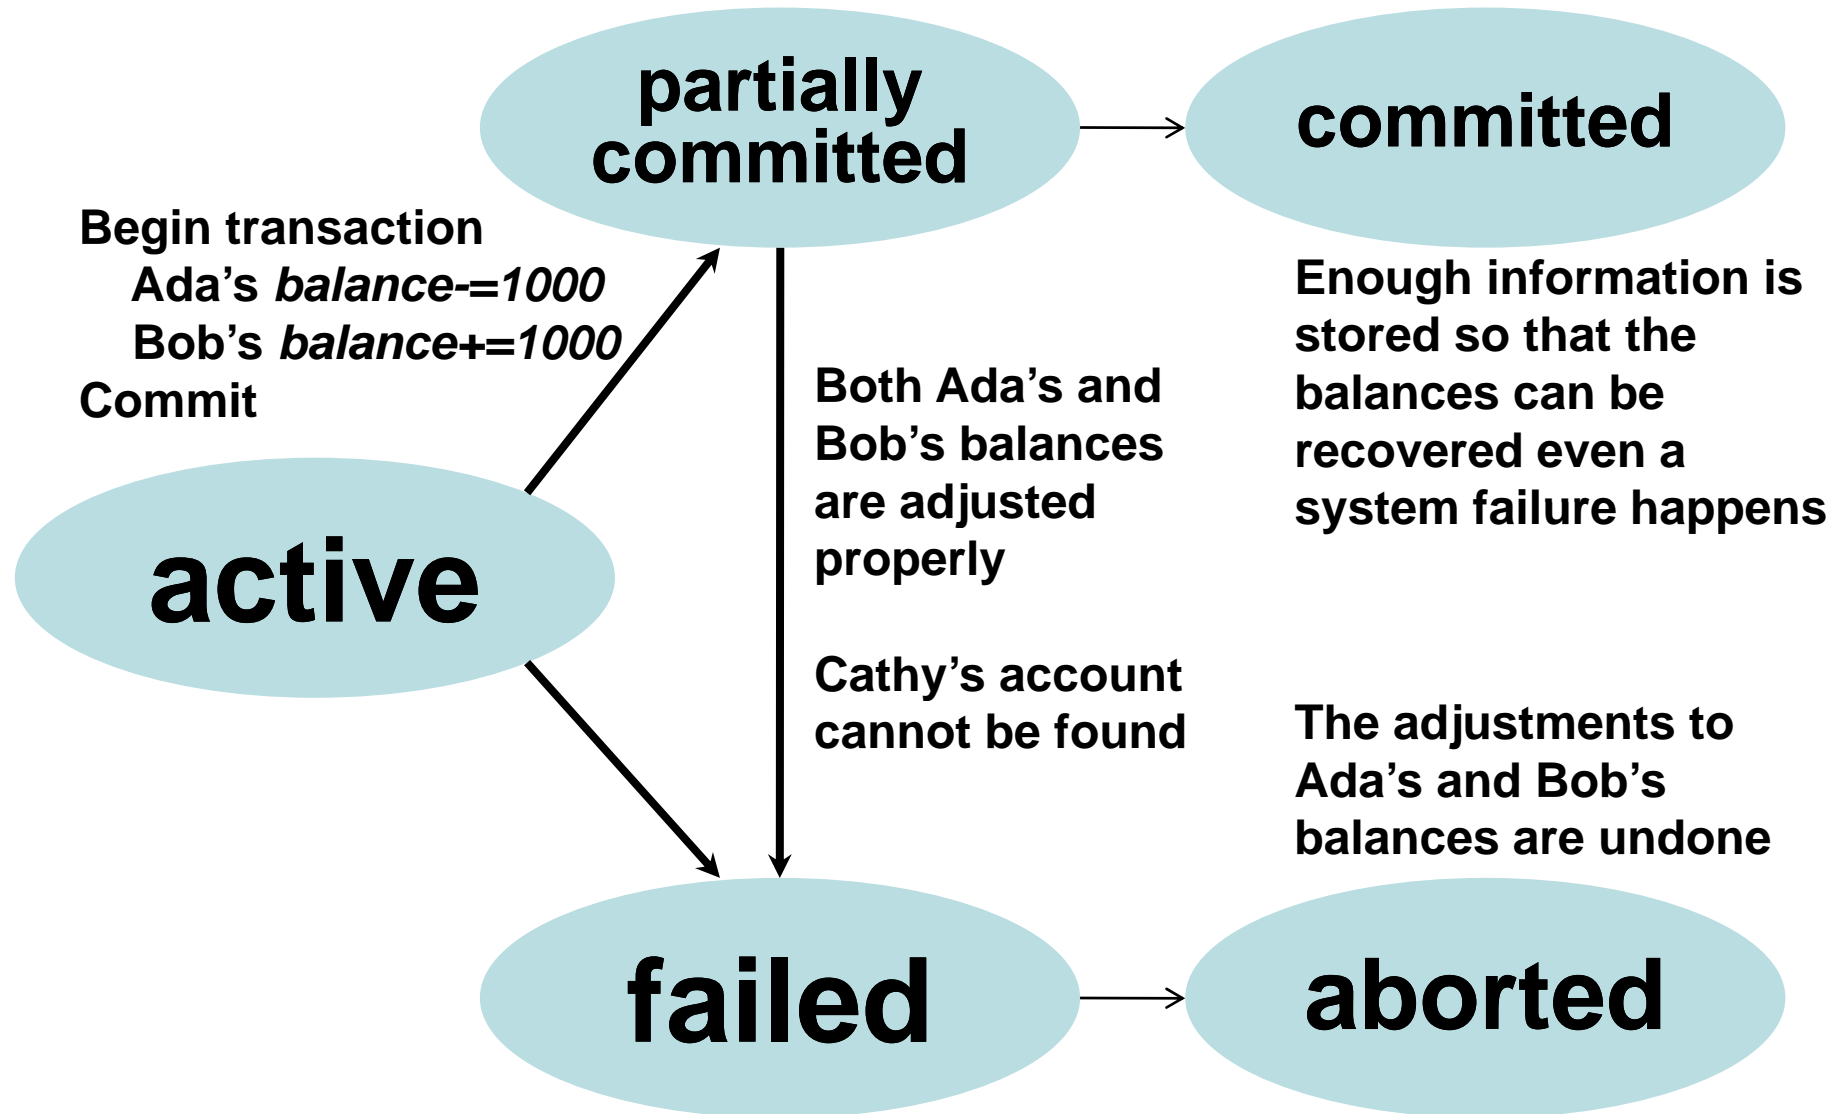 partially
committed
committed
Begin transaction
Ada’s balance-=1000
Bob’s balance+=1000
Commit
Enough information is
stored so that the
balances can be
recovered even a
system failure happens
Both Ada’s and
Bob’s balances
are adjusted
properly
active
Cathy’s account
cannot be found
The adjustments to
Ada’s and Bob’s
balances are undone
failed
aborted